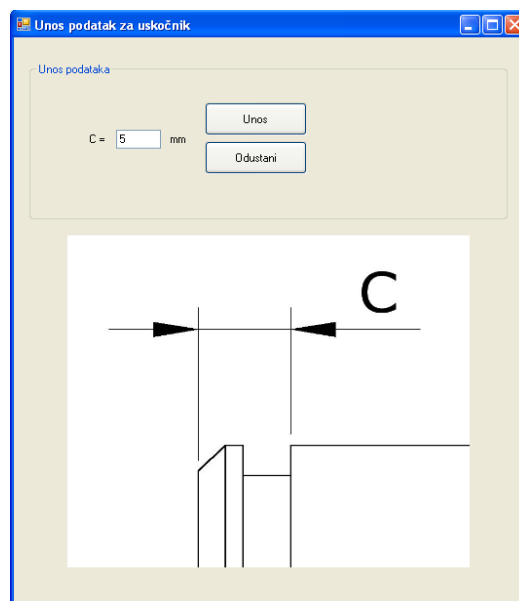 Unos podatak za uskočnik
Unos podataka
C = 5 mm
Unos
Odustani
C